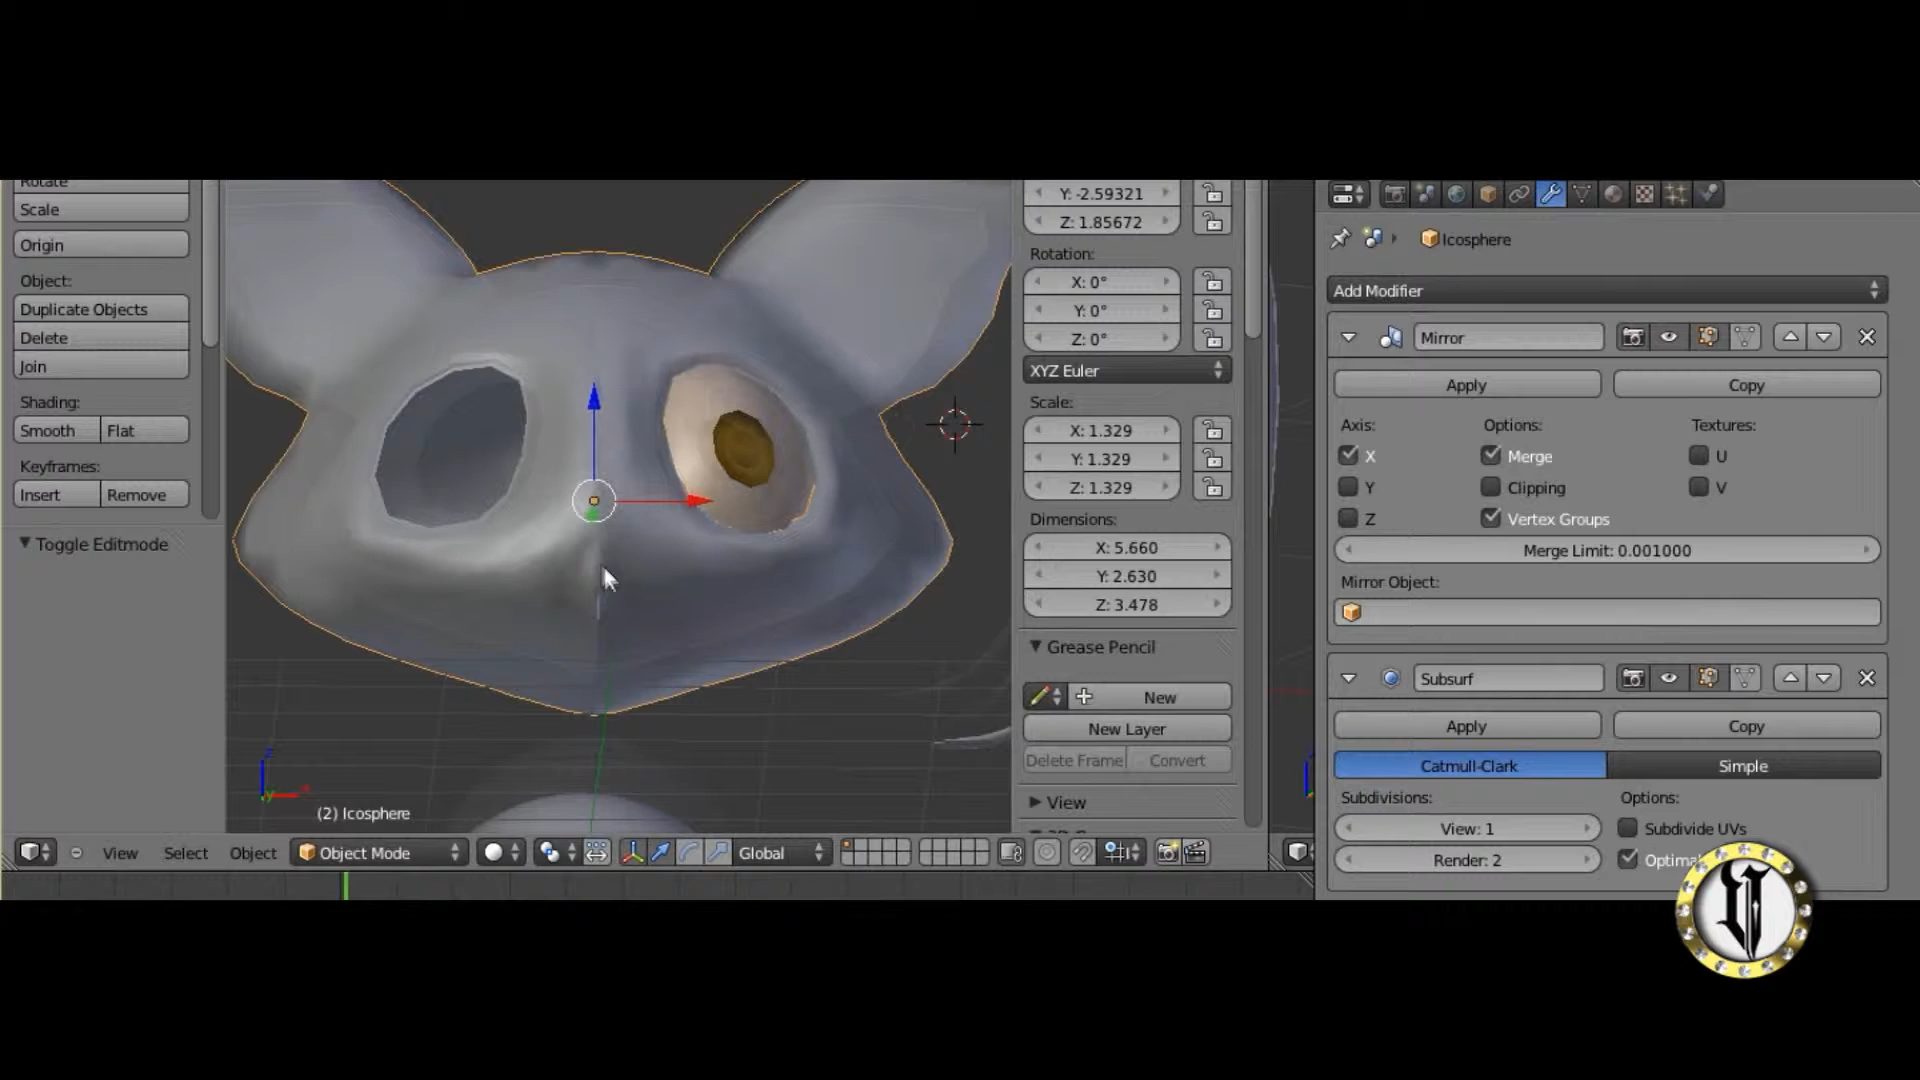 Rotate
Scale
Origin
Object:
Duplicate Objects
Delete
Join
Shading:
Smooth Flat
Keyframes:
Insert Remove
Toggle Editmode
(2) Icosphere
View Select Object Object Mode Global
Y: -2.59321
Z: 1.85672
Rotation:
X: 0°
Y: 0°
Z: 0°
XYZ Euler
Scale:
X: 1.329
Y: 1.329
Z: 1.329
Dimensions:
X: 5.660
Y: 2.630
Z: 3.478
Grease Pencil
New
New Layer
Delete Frame Convert
View
Icosphere
Add Modifier
Mirror
Apply Copy
Axis: Options: Textures:
X Merge U
Y Clipping V
Z Vertex Groups
Merge Limit: 0.001000
Mirror Object:
Subsurf
Apply Copy
Catmull-Clark Simple
Subdivisions: Options:
View: 1 Subdivide UVs
Render: 2